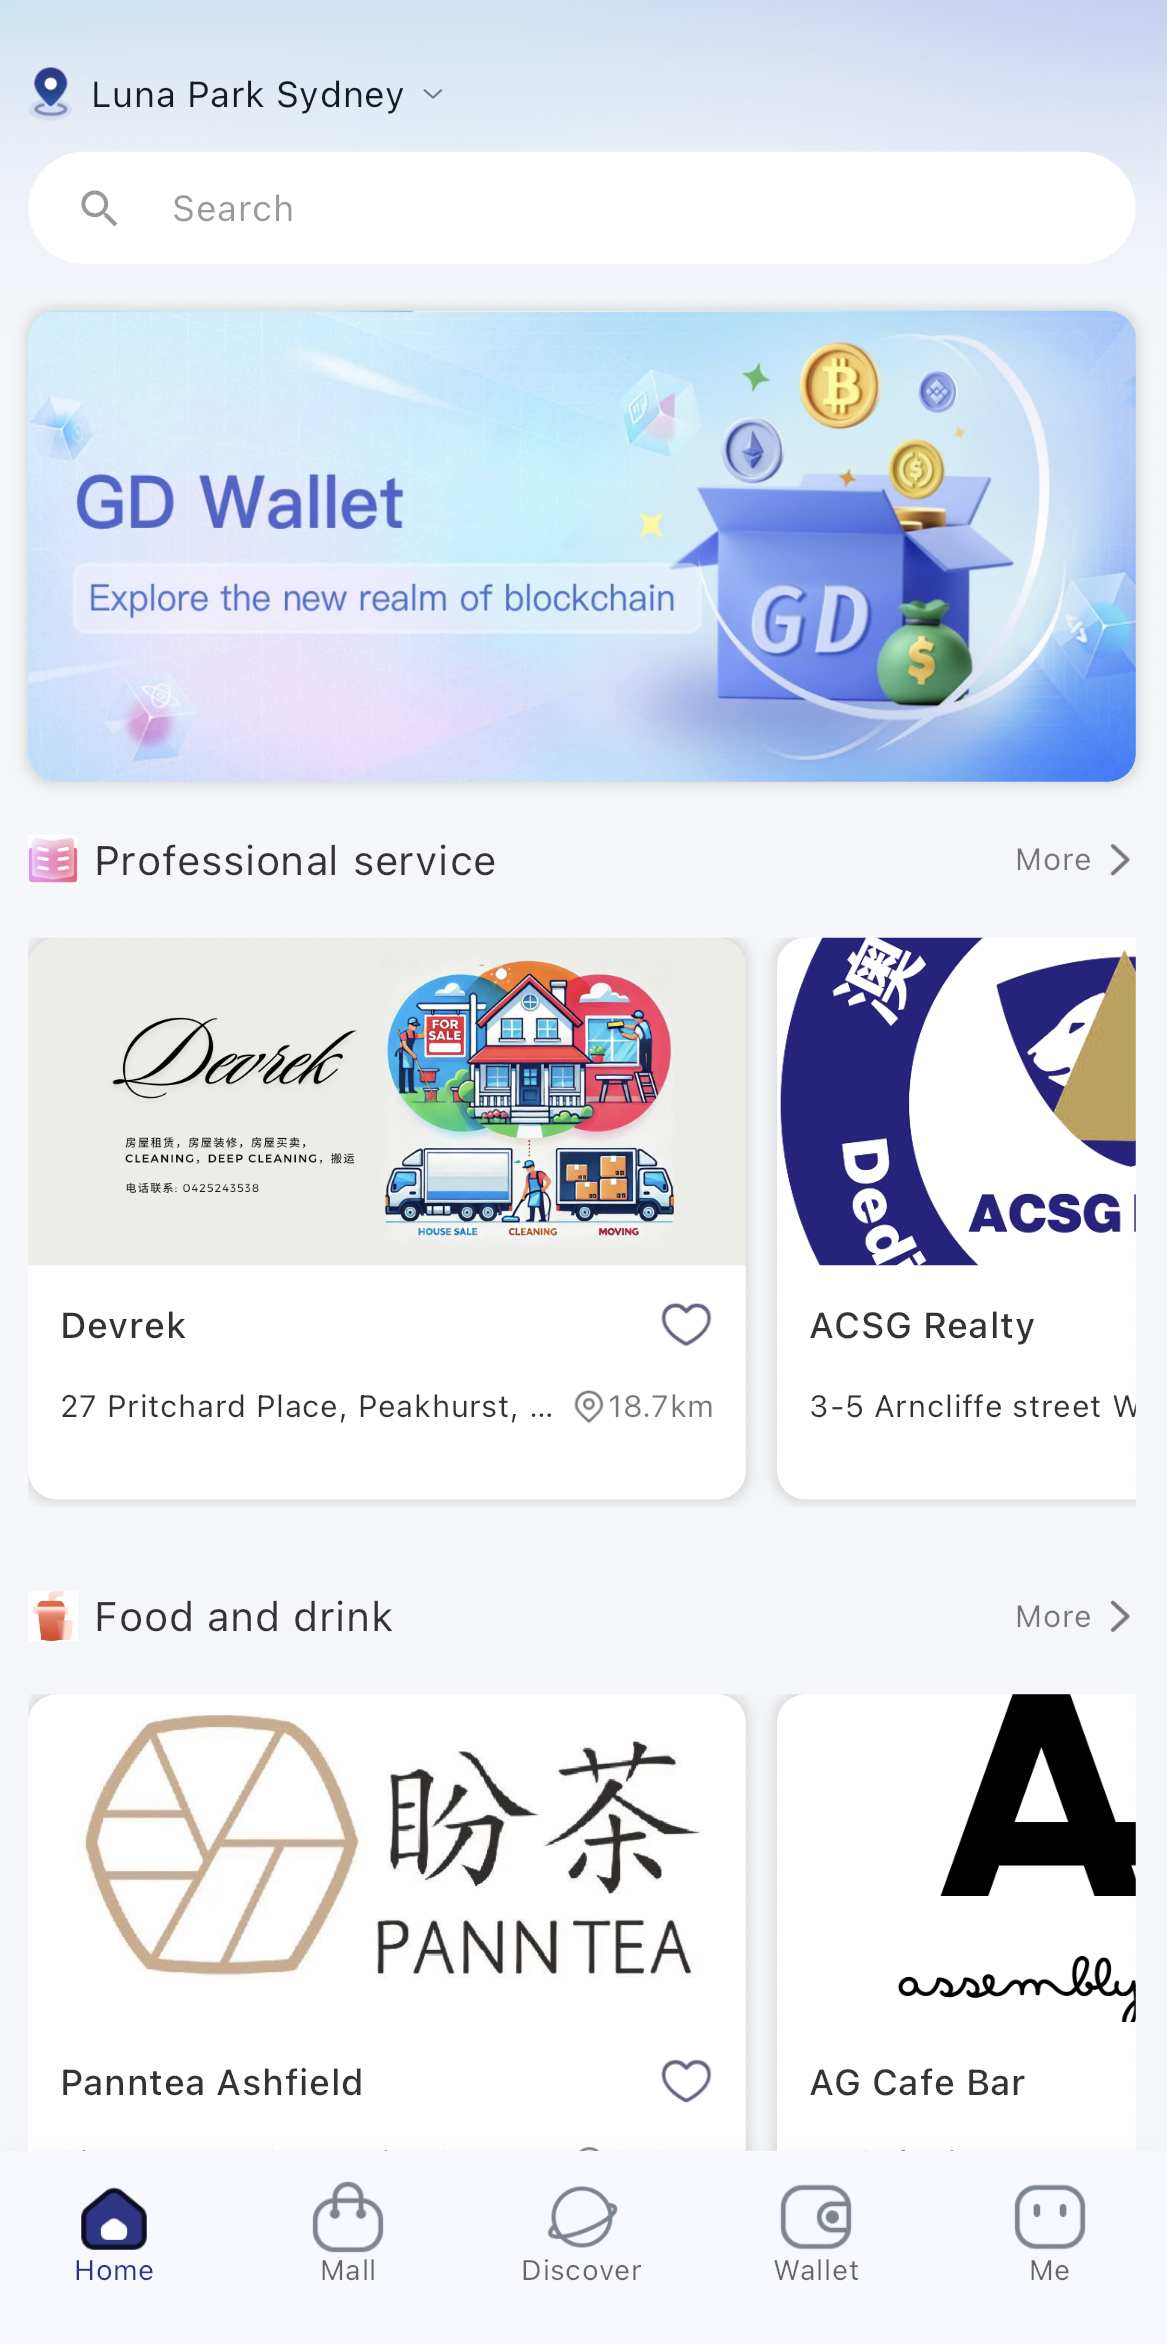 Luna Park Sydney
Search
GD Wallet
Explore the new realm of blockchain
GD
Professional service
More
Devrek
房屋租赁，房屋装修，房屋买卖，
CLEANING，DEEP CLEANING，搬运
电话联系: 0425243538
FOR
SALE
HOUSE SALE
CLEANING
MOVING
澳
Dedi
ACSG
Devrek
27 Pritchard Place, Peakhurst, ...
18.7km
ACSG Realty
3-5 Arncliffe street W
Food and drink
More
盼茶
PANNTEA
A
assembly
Panntea Ashfield
AG Cafe Bar
Home
Mall
Discover
Wallet
Me